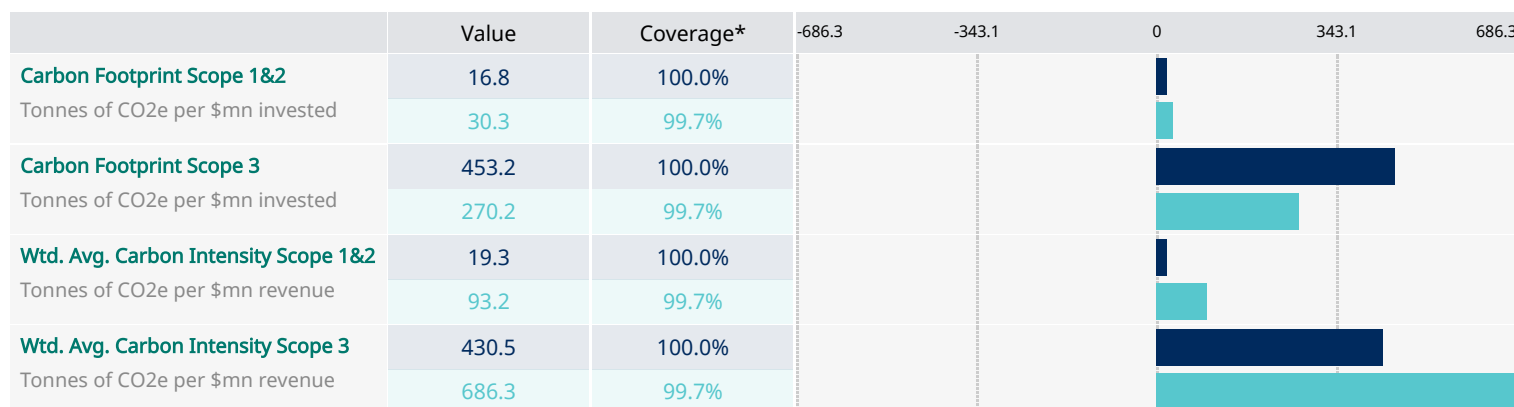 Value Coverage* -686.3 -343.1 0 343.1 686.3
Carbon Footprint Scope 1&2 16.8 100.0%
Tonnes of CO2e per $mn invested 30.3 99.7%
Carbon Footprint Scope 3 453.2 100.0%
Tonnes of CO2e per $mn invested 270.2 99.7%
Wtd. Avg. Carbon Intensity Scope 1&2 19.3 100.0%
Tonnes of CO2e per $mn revenue 93.2 99.7%
Wtd. Avg. Carbon Intensity Scope 3 430.5 100.0%
Tonnes of CO2e per $mn revenue 686.3 99.7%